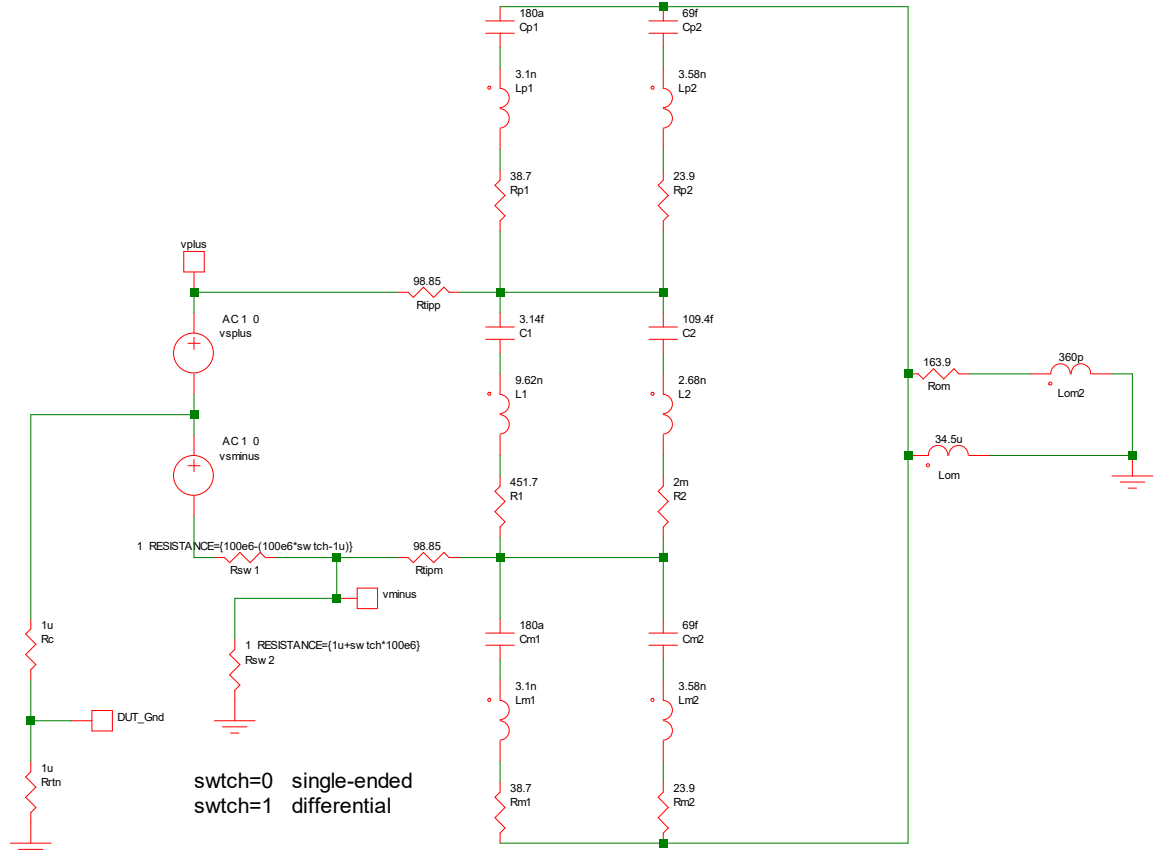 180a
Cp1
69f
Cp2
3.1n
Lp1
3.58n
Lp2
38.7
Rp1
23.9
Rp2
vplus
98.85
Rtipp
AC 1 0
vsplus
3.14f
C1
109.4f
C2
163.9
Rom
360p
Lom2
9.62n
L1
2.68n
L2
34.5u
Lom
AC 1 0
vsminus
451.7
R1
2m
R2
1 RESISTANCE={100e6-(100e6*swtch-1u)}
Rsw1
98.85
Rtipm
vminus
1u
Rc
180a
Cm1
69f
Cm2
1 RESISTANCE={1u+swtch*100e6}
Rsw2
3.1n
Lm1
3.58n
Lm2
DUT_Gnd
1u
Rrtn
swtch=0 single-ended
swtch=1 differential
38.7
Rm1
23.9
Rm2